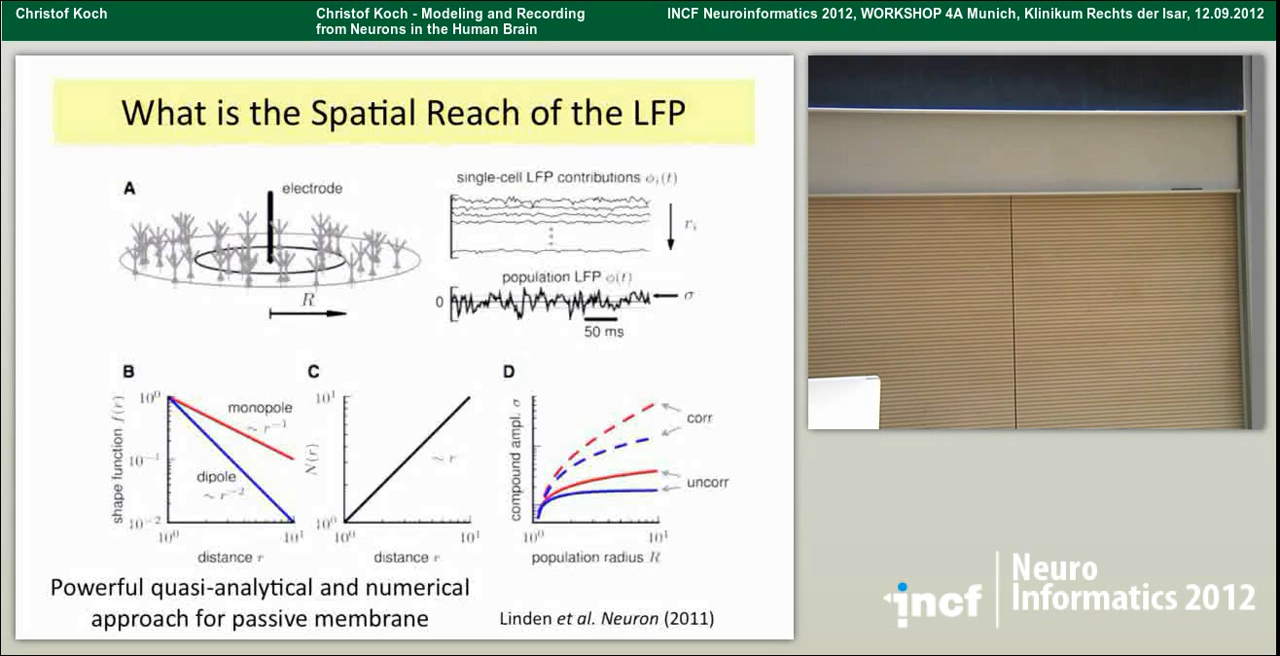 Christof Koch
Christof Koch - Modeling and Recording
from Neurons in the Human Brain
INCF Neuroinformatics 2012, WORKSHOP 4A Munich, Klinikum Rechts der Isar, 12.09.2012
What is the Spatial Reach of the LFP
A
electrode
R
single-cell LFP contributions ϕᵢ(t)
rᵢ
population LFP ϕ(t)
0
σ
50 ms
B
shape function f(r)
10⁰
10⁻¹
10⁻²
monopole
~ r⁻¹
dipole
~ r⁻²
10⁰
10¹
distance r
C
N(r)
10¹
10⁰
~ r
10⁰
10¹
distance r
D
compound ampl. σ
corr
uncorr
10⁰
10¹
population radius R
Powerful quasi-analytical and numerical
approach for passive membrane
Linden et al. Neuron (2011)
incf
Neuro
Informatics 2012